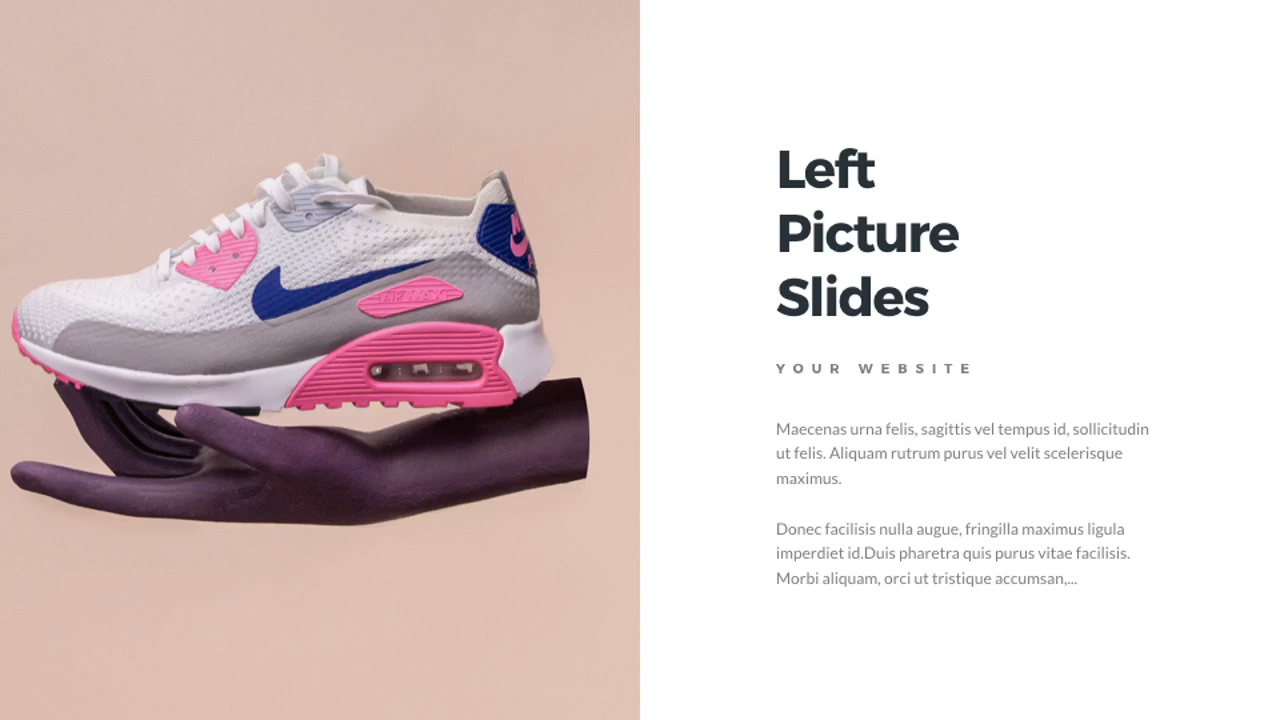 AIR MAX
Left
Picture
Slides
YOUR WEBSITE
Maecenas urna felis, sagittis vel tempus id, sollicitudin
ut felis. Aliquam rutrum purus vel velit scelerisque
maximus.
Donec facilisis nulla augue, fringilla maximus ligula
imperdiet id.Duis pharetra quis purus vitae facilisis.
Morbi aliquam, orci ut tristique accumsan,...